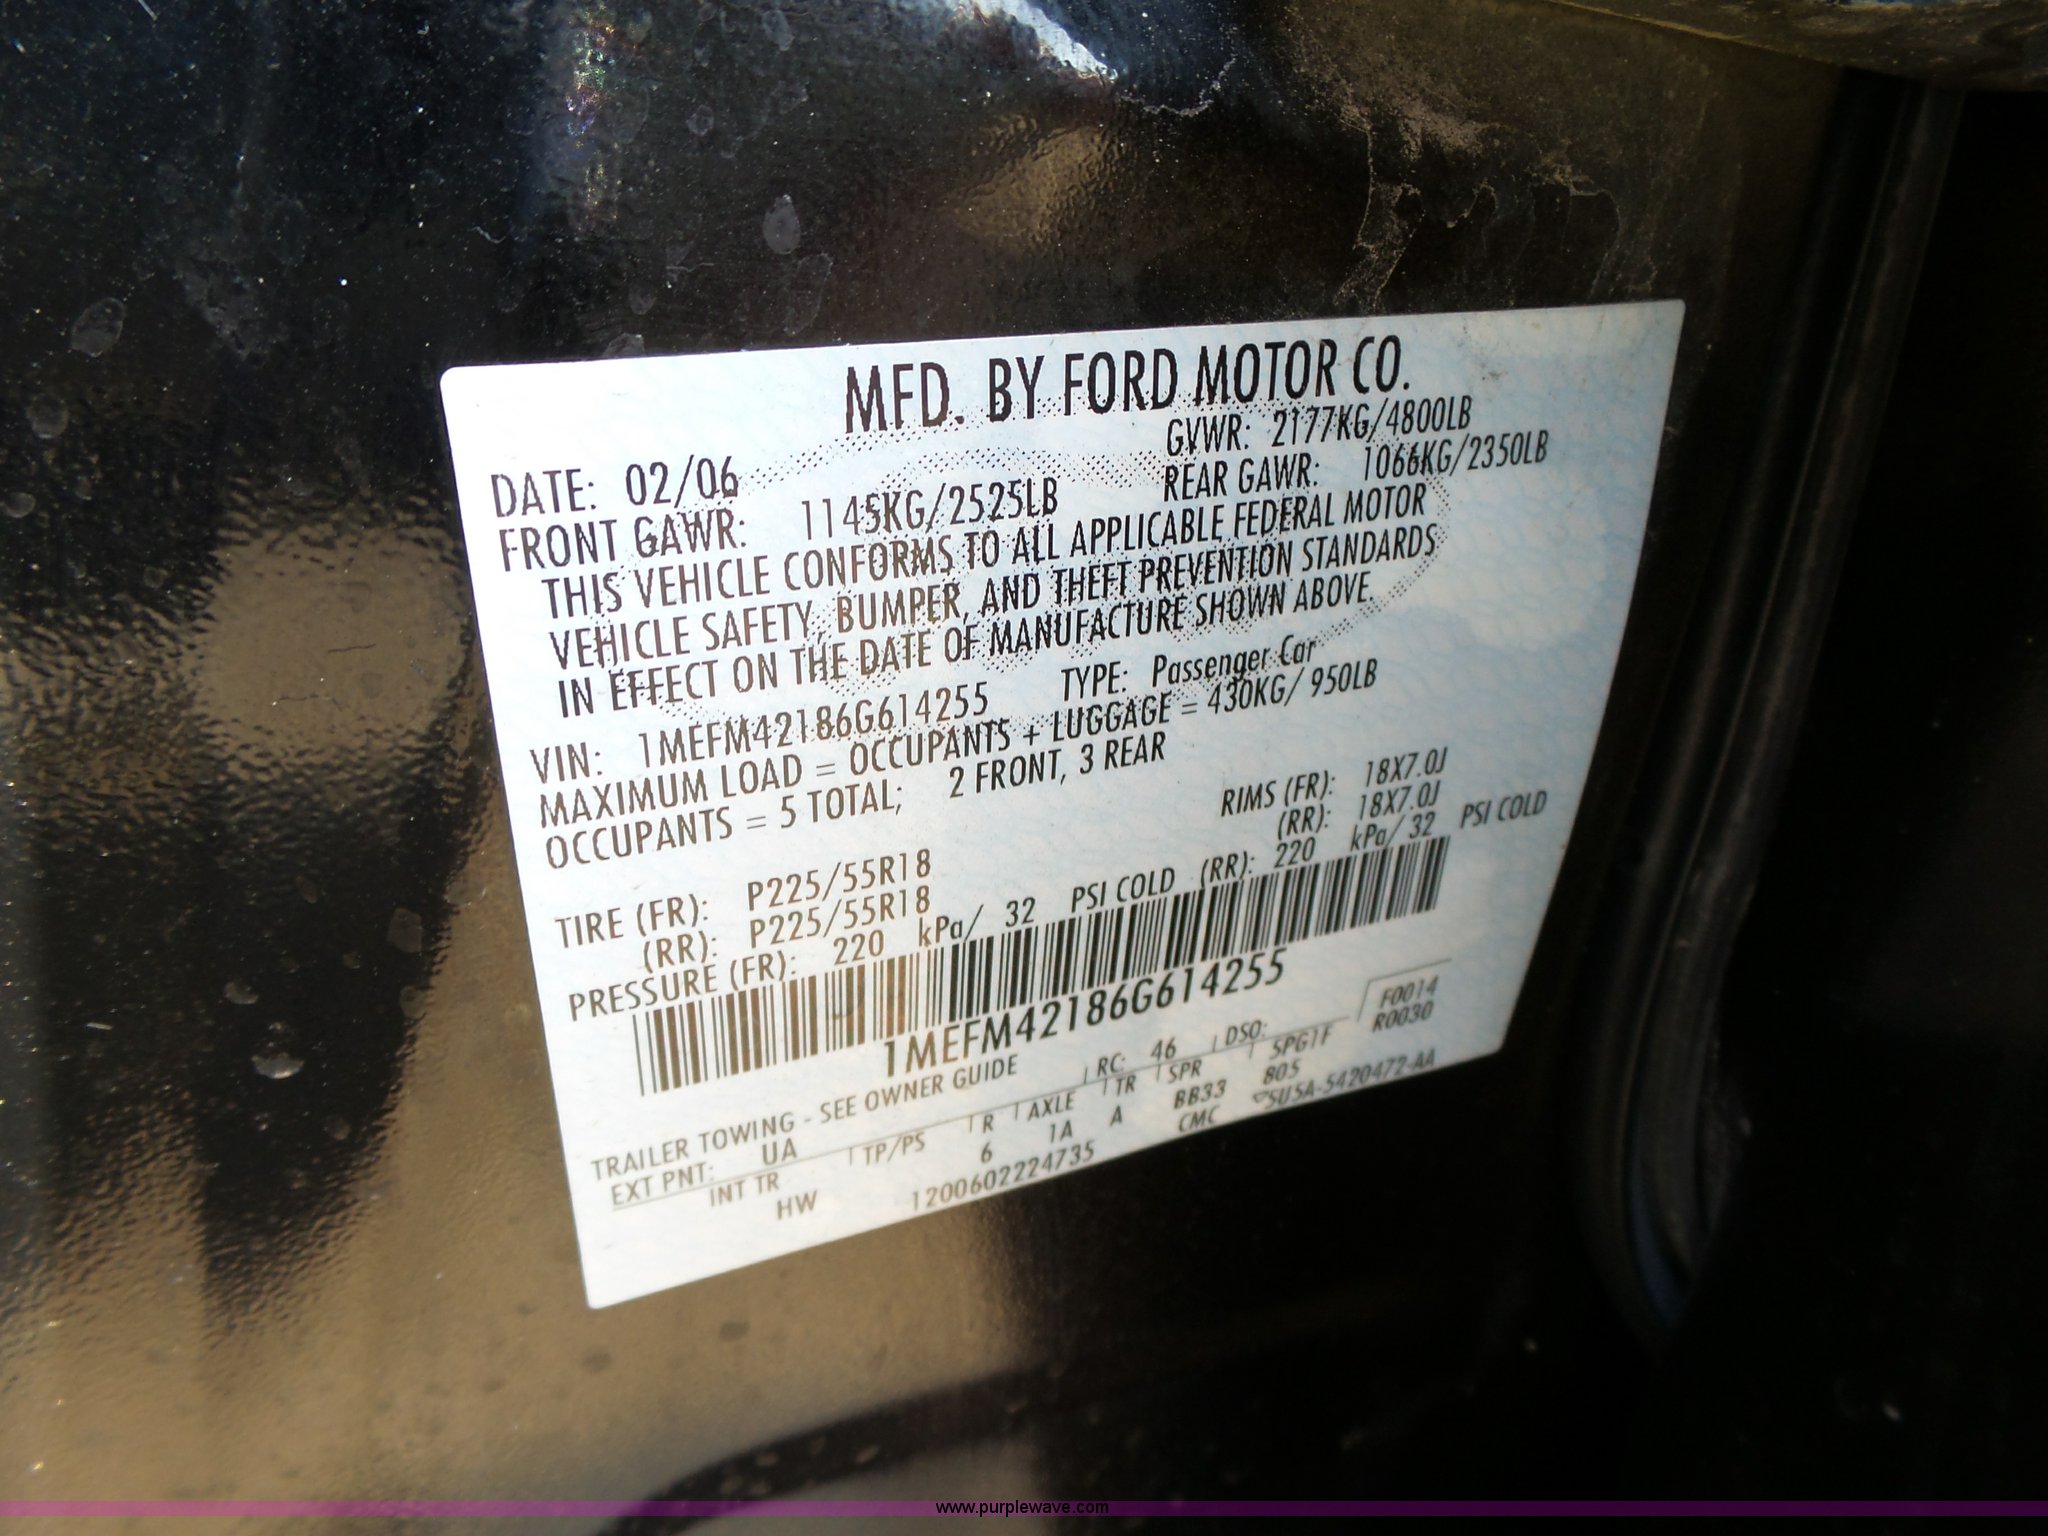 MFD. BY FORD MOTOR CO.
DATE: 02/06 GVWR: 2177KG/4800LB
FRONT GAWR: 1145KG/2525LB REAR GAWR: 1066KG/2350LB
THIS VEHICLE CONFORMS TO ALL APPLICABLE FEDERAL MOTOR
VEHICLE SAFETY, BUMPER, AND THEFT PREVENTION STANDARDS
IN EFFECT ON THE DATE OF MANUFACTURE SHOWN ABOVE.
VIN: 1MEFM42186G614255 TYPE: Passenger Car
MAXIMUM LOAD = OCCUPANTS + LUGGAGE = 430KG/ 950LB
OCCUPANTS = 5 TOTAL; 2 FRONT, 3 REAR
TIRE (FR): P225/55R18 RIMS (FR): 18X7.0J
(RR): P225/55R18 (RR): 18X7.0J
PRESSURE (FR): 220 kPa/ 32 PSI COLD (RR): 220 kPa/ 32 PSI COLD
1MEFM42186G614255
TRAILER TOWING - SEE OWNER GUIDE
F0014
R0030
EXT PNT: UA RC: 46 DSO:
INT TR TP/PS R AXLE TR SPR SPG1F
HW 6 1A A BB33 805
1200602224735 CMC SU5A-5420472-AA
www.purplewave.com